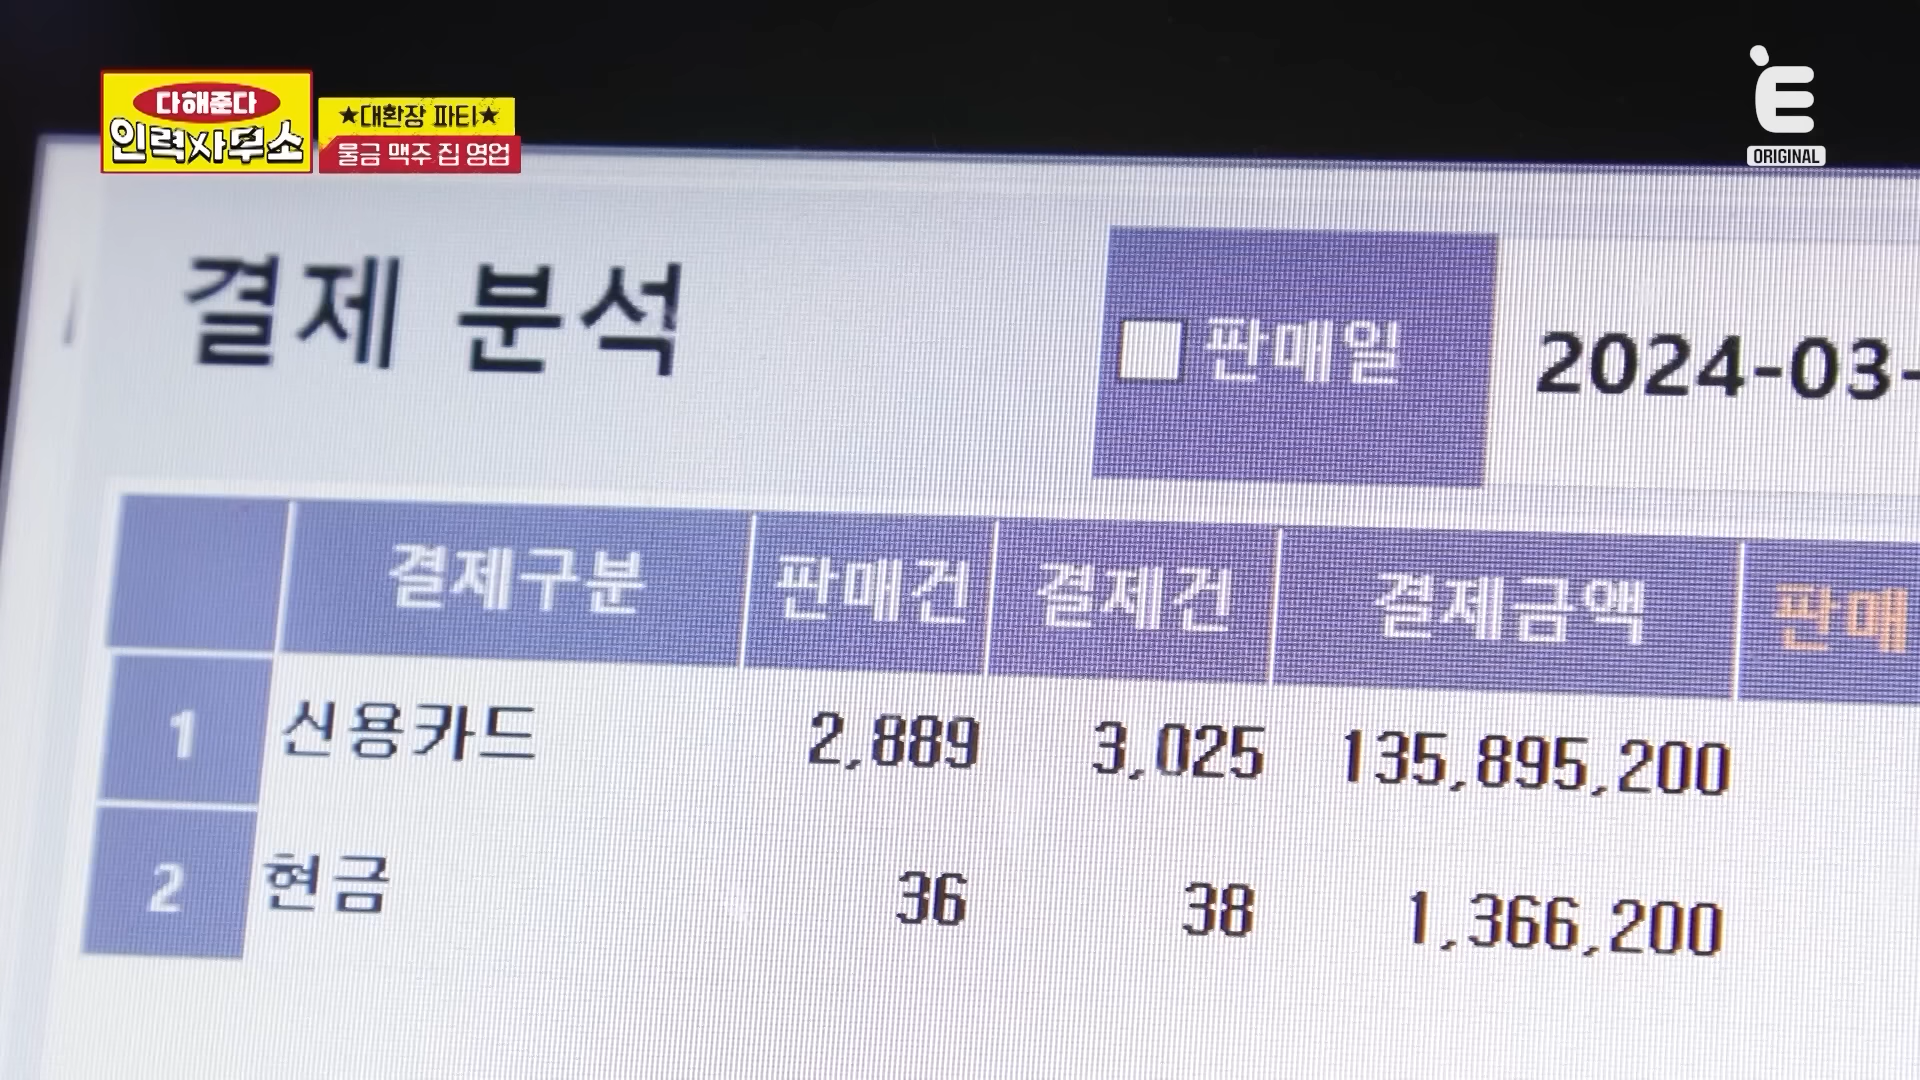 다해준다
인력사무소
★대환장 파티★
물금 맥주 집 영업
E
ORIGINAL
결제 분석
판매일
2024-03-
결제구분 판매건 결제건 결제금액 판매
1 신용카드 2,889 3,025 135,895,200
2 현금 36 38 1,366,200